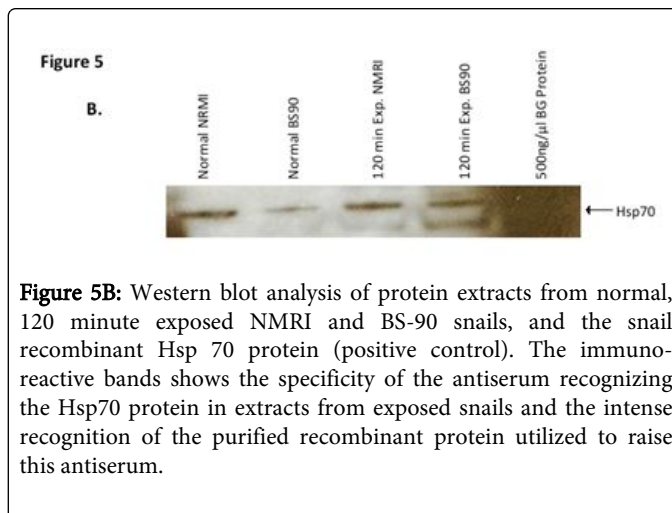 Figure 5
B.
Normal NRMI
Normal BS90
120 min Exp. NMRI
120 min Exp. BS90
500ng/µl BG Protein
Hsp70
Figure 5B: Western blot analysis of protein extracts from normal,
120 minute exposed NMRI and BS-90 snails, and the snail
recombinant Hsp 70 protein (positive control). The immuno-
reactive bands shows the specificity of the antiserum recognizing
the Hsp70 protein in extracts from exposed snails and the intense
recognition of the purified recombinant protein utilized to raise
this antiserum.